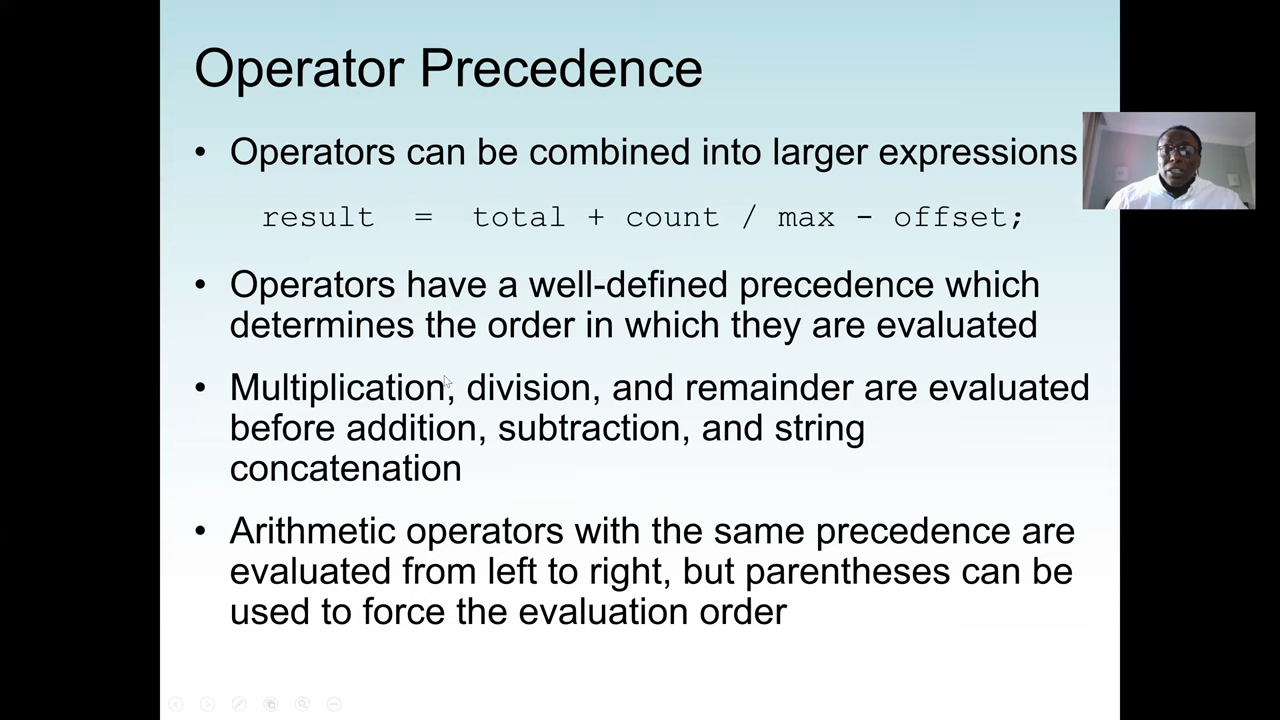 Operator Precedence
• Operators can be combined into larger expressions
result = total + count / max - offset;
• Operators have a well-defined precedence which
determines the order in which they are evaluated
• Multiplication, division, and remainder are evaluated
before addition, subtraction, and string
concatenation
• Arithmetic operators with the same precedence are
evaluated from left to right, but parentheses can be
used to force the evaluation order